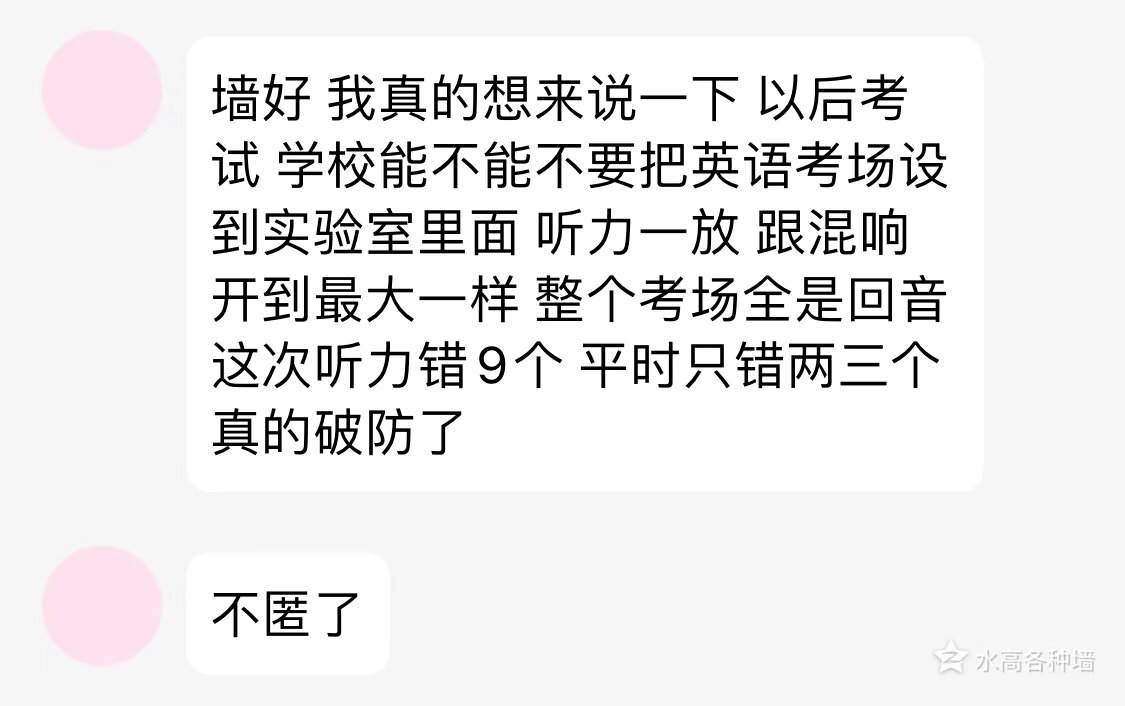 墙好 我真的想来说一下 以后考
试 学校能不能不要把英语考场设
到实验室里面 听力一放 跟混响
开到最大一样 整个考场全是回音
这次听力错9个 平时只错两三个
真的破防了
不匿了
水高各种墙